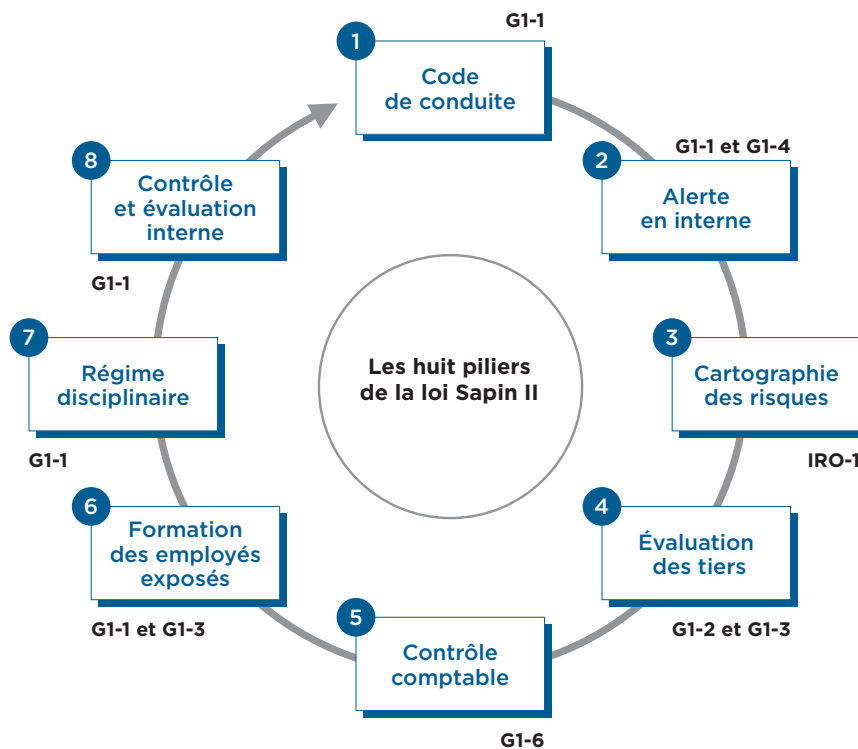 G1-1
1
Code
de conduite
G1-1 et G1-4
2
Alerte
en interne
3
Cartographie
des risques
IRO-1
4
Évaluation
des tiers
G1-2 et G1-3
5
Contrôle
comptable
G1-6
6
Formation
des employés
exposés
G1-1 et G1-3
7
Régime
disciplinaire
G1-1
8
Contrôle
et évaluation
interne
G1-1
Les huit piliers
de la loi Sapin II